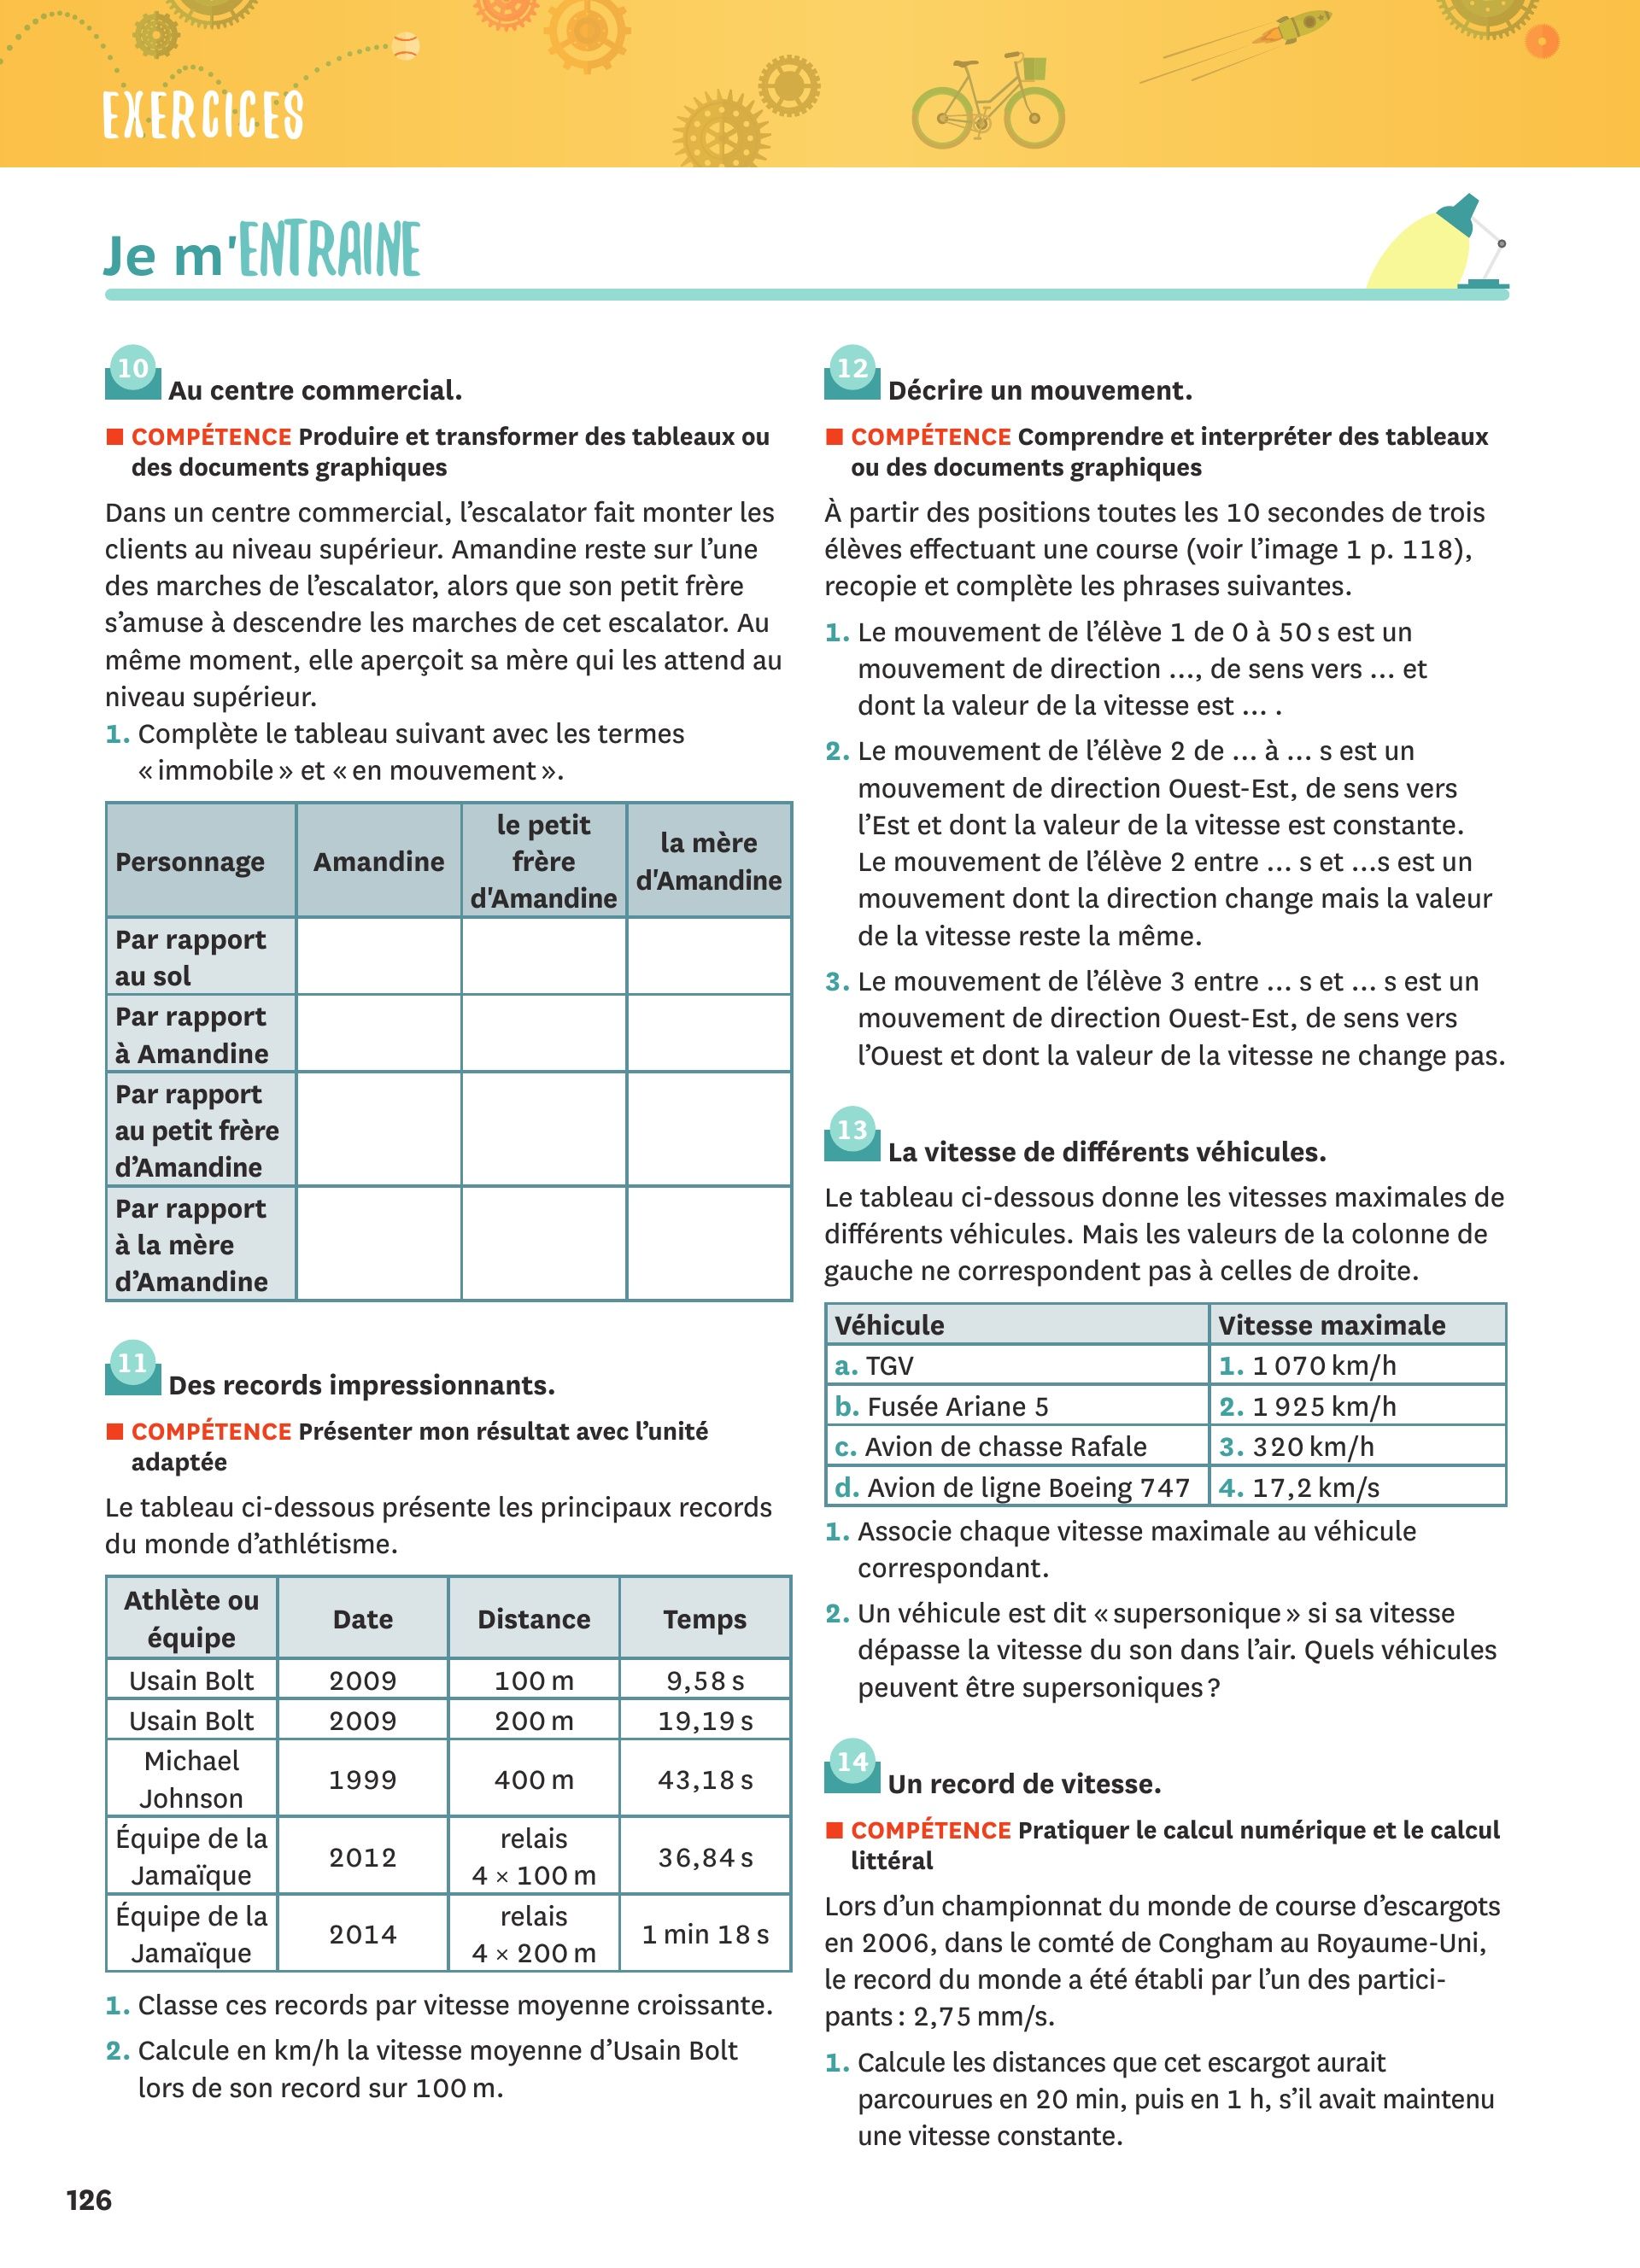 EXERCICES
Je m'ENTRAINE
10 Au centre commercial.
COMPÉTENCE Produire et transformer des tableaux ou
des documents graphiques
Dans un centre commercial, l’escalator fait monter les
clients au niveau supérieur. Amandine reste sur l’une
des marches de l’escalator, alors que son petit frère
s’amuse à descendre les marches de cet escalator. Au
même moment, elle aperçoit sa mère qui les attend au
niveau supérieur.
1. Complète le tableau suivant avec les termes
« immobile » et « en mouvement ».
Personnage
Amandine
le petit
frère
d'Amandine
la mère
d'Amandine
Par rapport
au sol
Par rapport
à Amandine
Par rapport
au petit frère
d’Amandine
Par rapport
à la mère
d’Amandine
11 Des records impressionnants.
COMPÉTENCE Présenter mon résultat avec l’unité
adaptée
Le tableau ci-dessous présente les principaux records
du monde d’athlétisme.
Athlète ou
équipe
Date
Distance
Temps
Usain Bolt 2009 100 m 9,58 s
Usain Bolt 2009 200 m 19,19 s
Michael
Johnson
1999 400 m 43,18 s
Équipe de la
Jamaïque
2012
relais
4 × 100 m
36,84 s
Équipe de la
Jamaïque
2014
relais
4 × 200 m
1 min 18 s
1. Classe ces records par vitesse moyenne croissante.
2. Calcule en km/h la vitesse moyenne d’Usain Bolt
lors de son record sur 100 m.
12 Décrire un mouvement.
COMPÉTENCE Comprendre et interpréter des tableaux
ou des documents graphiques
À partir des positions toutes les 10 secondes de trois
élèves effectuant une course (voir l’image 1 p. 118),
recopie et complète les phrases suivantes.
1. Le mouvement de l’élève 1 de 0 à 50 s est un
mouvement de direction …, de sens vers … et
dont la valeur de la vitesse est … .
2. Le mouvement de l’élève 2 de … à … s est un
mouvement de direction Ouest-Est, de sens vers
l’Est et dont la valeur de la vitesse est constante.
Le mouvement de l’élève 2 entre … s et …s est un
mouvement dont la direction change mais la valeur
de la vitesse reste la même.
3. Le mouvement de l’élève 3 entre … s et … s est un
mouvement de direction Ouest-Est, de sens vers
l’Ouest et dont la valeur de la vitesse ne change pas.
13 La vitesse de différents véhicules.
Le tableau ci-dessous donne les vitesses maximales de
différents véhicules. Mais les valeurs de la colonne de
gauche ne correspondent pas à celles de droite.
Véhicule Vitesse maximale
a. TGV 1. 1 070 km/h
b. Fusée Ariane 5 2. 1 925 km/h
c. Avion de chasse Rafale 3. 320 km/h
d. Avion de ligne Boeing 747 4. 17,2 km/s
1. Associe chaque vitesse maximale au véhicule
correspondant.
2. Un véhicule est dit « supersonique » si sa vitesse
dépasse la vitesse du son dans l’air. Quels véhicules
peuvent être supersoniques ?
14 Un record de vitesse.
COMPÉTENCE Pratiquer le calcul numérique et le calcul
littéral
Lors d’un championnat du monde de course d’escargots
en 2006, dans le comté de Congham au Royaume-Uni,
le record du monde a été établi par l’un des partici-
pants : 2,75 mm/s.
1. Calcule les distances que cet escargot aurait
parcourues en 20 min, puis en 1 h, s’il avait maintenu
une vitesse constante.
126